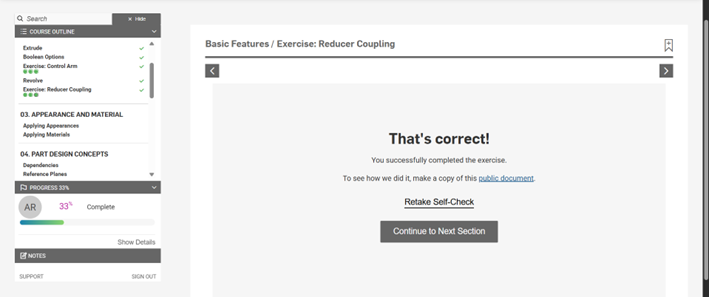 Search
× Hide
COURSE OUTLINE
Extrude
Boolean Options
Exercise: Control Arm
Revolve
Exercise: Reducer Coupling
03. APPEARANCE AND MATERIAL
Applying Appearances
Applying Materials
04. PART DESIGN CONCEPTS
Dependencies
Reference Planes
PROGRESS 33%
AR
33% Complete
Show Details
NOTES
SUPPORT
SIGN OUT
Basic Features / Exercise: Reducer Coupling
That's correct!
You successfully completed the exercise.
To see how we did it, make a copy of this public document.
Retake Self-Check
Continue to Next Section